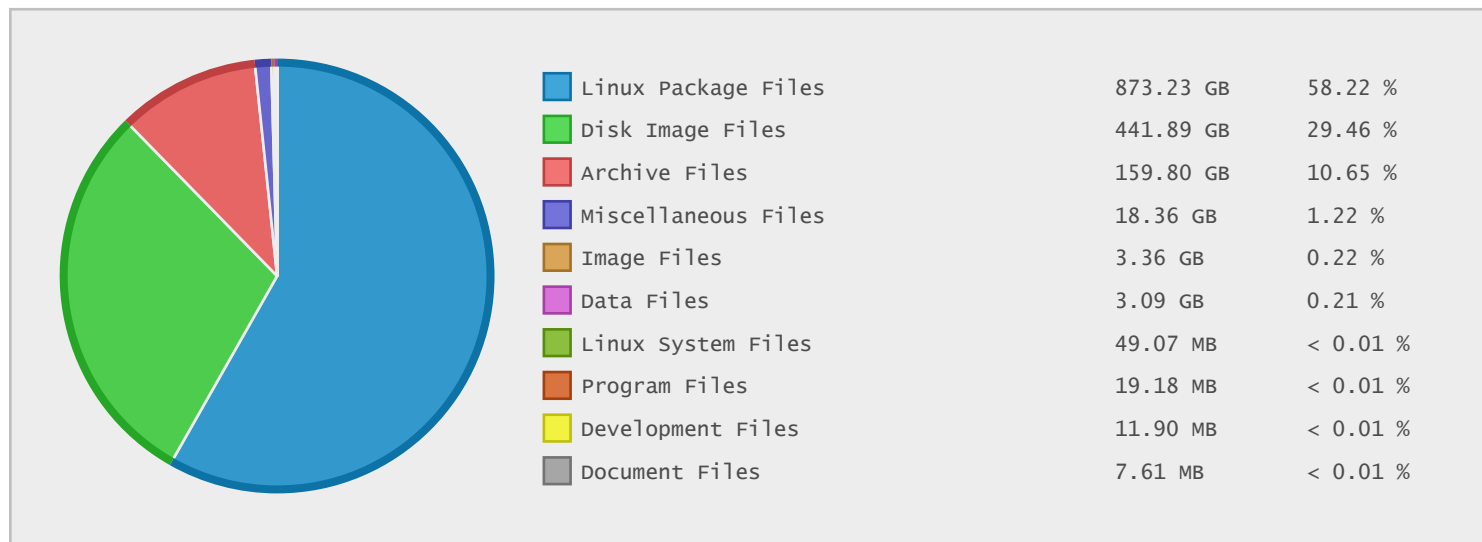 Linux Package Files 873.23 GB 58.22 %
Disk Image Files 441.89 GB 29.46 %
Archive Files 159.80 GB 10.65 %
Miscellaneous Files 18.36 GB 1.22 %
Image Files 3.36 GB 0.22 %
Data Files 3.09 GB 0.21 %
Linux System Files 49.07 MB < 0.01 %
Program Files 19.18 MB < 0.01 %
Development Files 11.90 MB < 0.01 %
Document Files 7.61 MB < 0.01 %